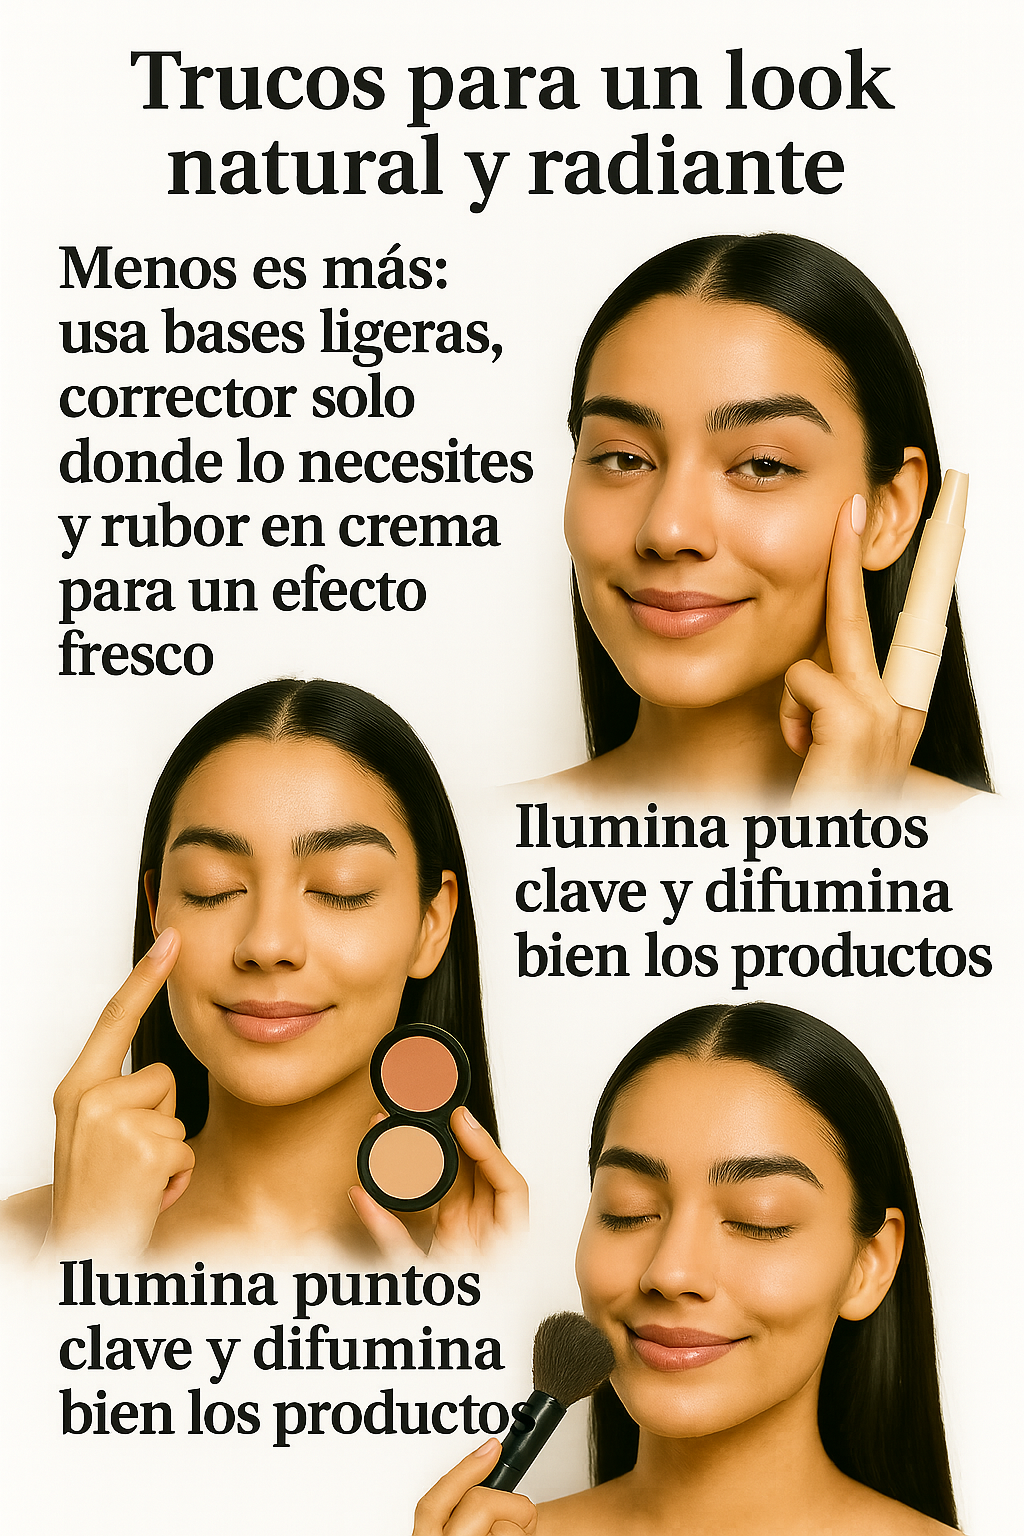 Trucos para un look
natural y radiante
Menos es más:
usa bases ligeras,
corrector solo
donde lo necesites
y rubor en crema
para un efecto
fresco
Ilumina puntos
clave y difumina
bien los productos
Ilumina puntos
clave y difumina
bien los productos